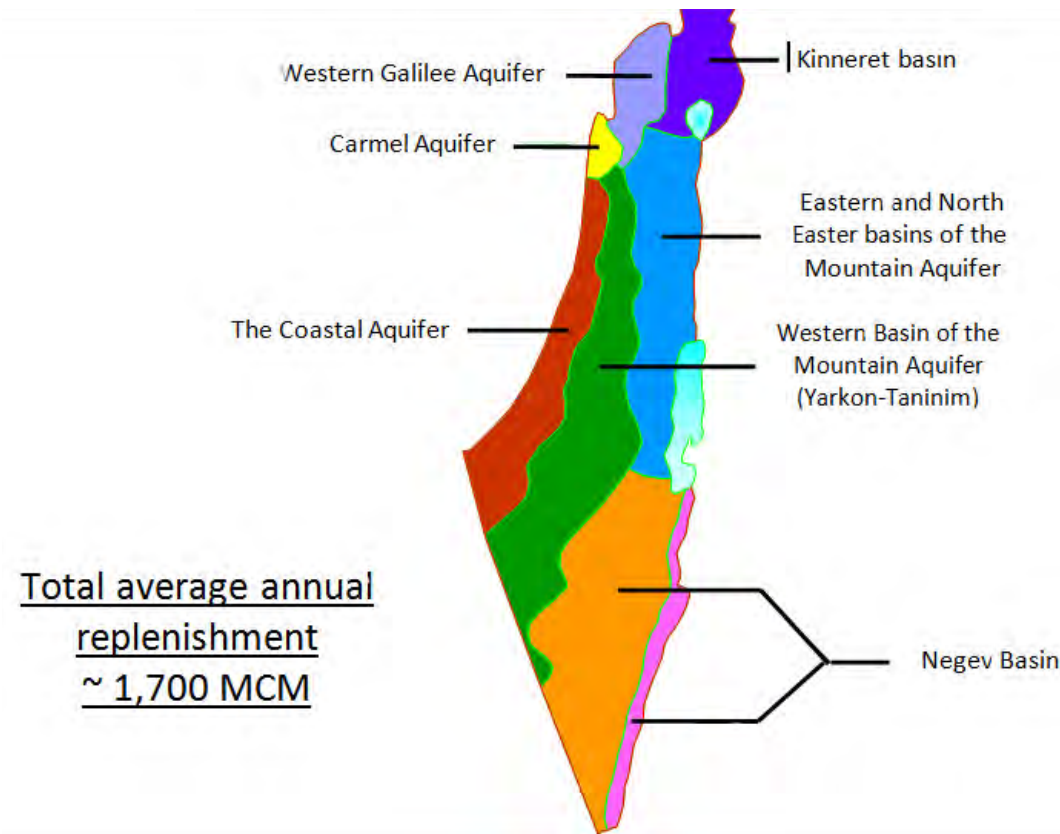 Western Galilee Aquifer
Kinneret basin
Carmel Aquifer
Eastern and North
Easter basins of the
Mountain Aquifer
The Coastal Aquifer
Western Basin of the
Mountain Aquifer
(Yarkon-Taninim)
Total average annual
replenishment
~ 1,700 MCM
Negev Basin